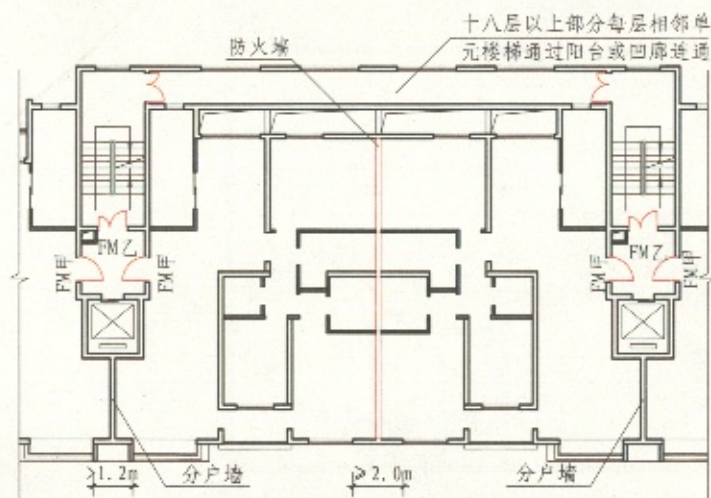 十八层以上部分每层相邻单
元楼梯通过阳台或凹廊连通
防火墙
FM乙
FM甲
FM甲
FM乙
FM甲
FM甲
>1.2m
分户墙
⩾2.0m
分户墙